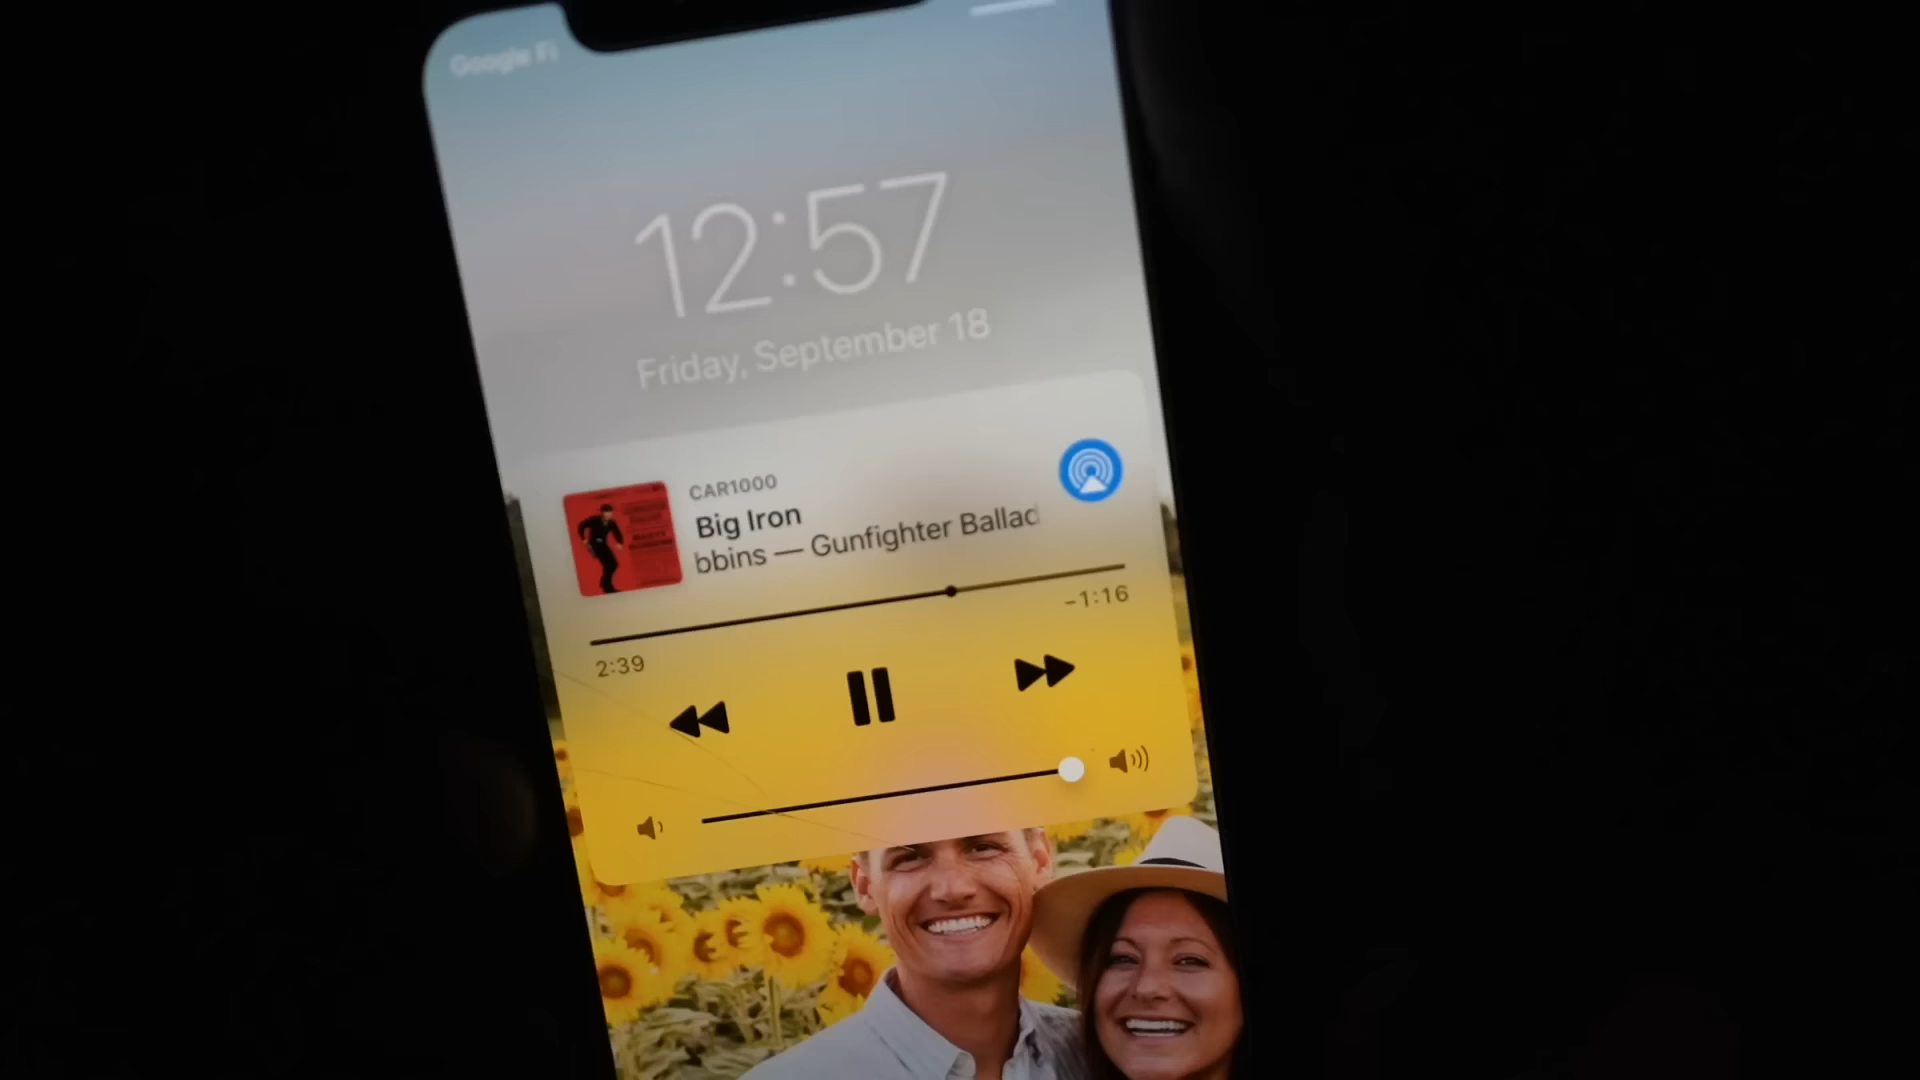 Google Fi
12:57
Friday, September 18
CAR1000
Big Iron
bbins — Gunfighter Ballad
2:39
-1:16